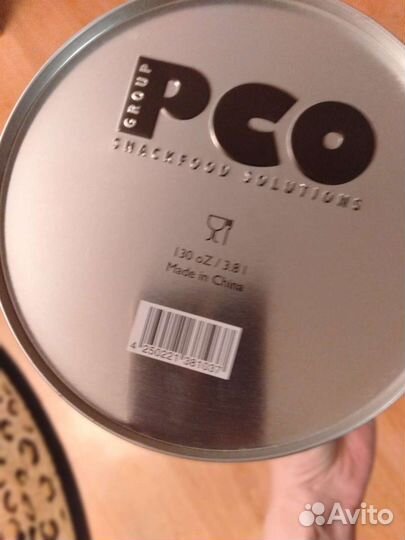 GROUP
PCO
SNACKFOOD SOLUTIONS
130 oZ / 3.8 l
Made in China
4 250221 381037
Avito